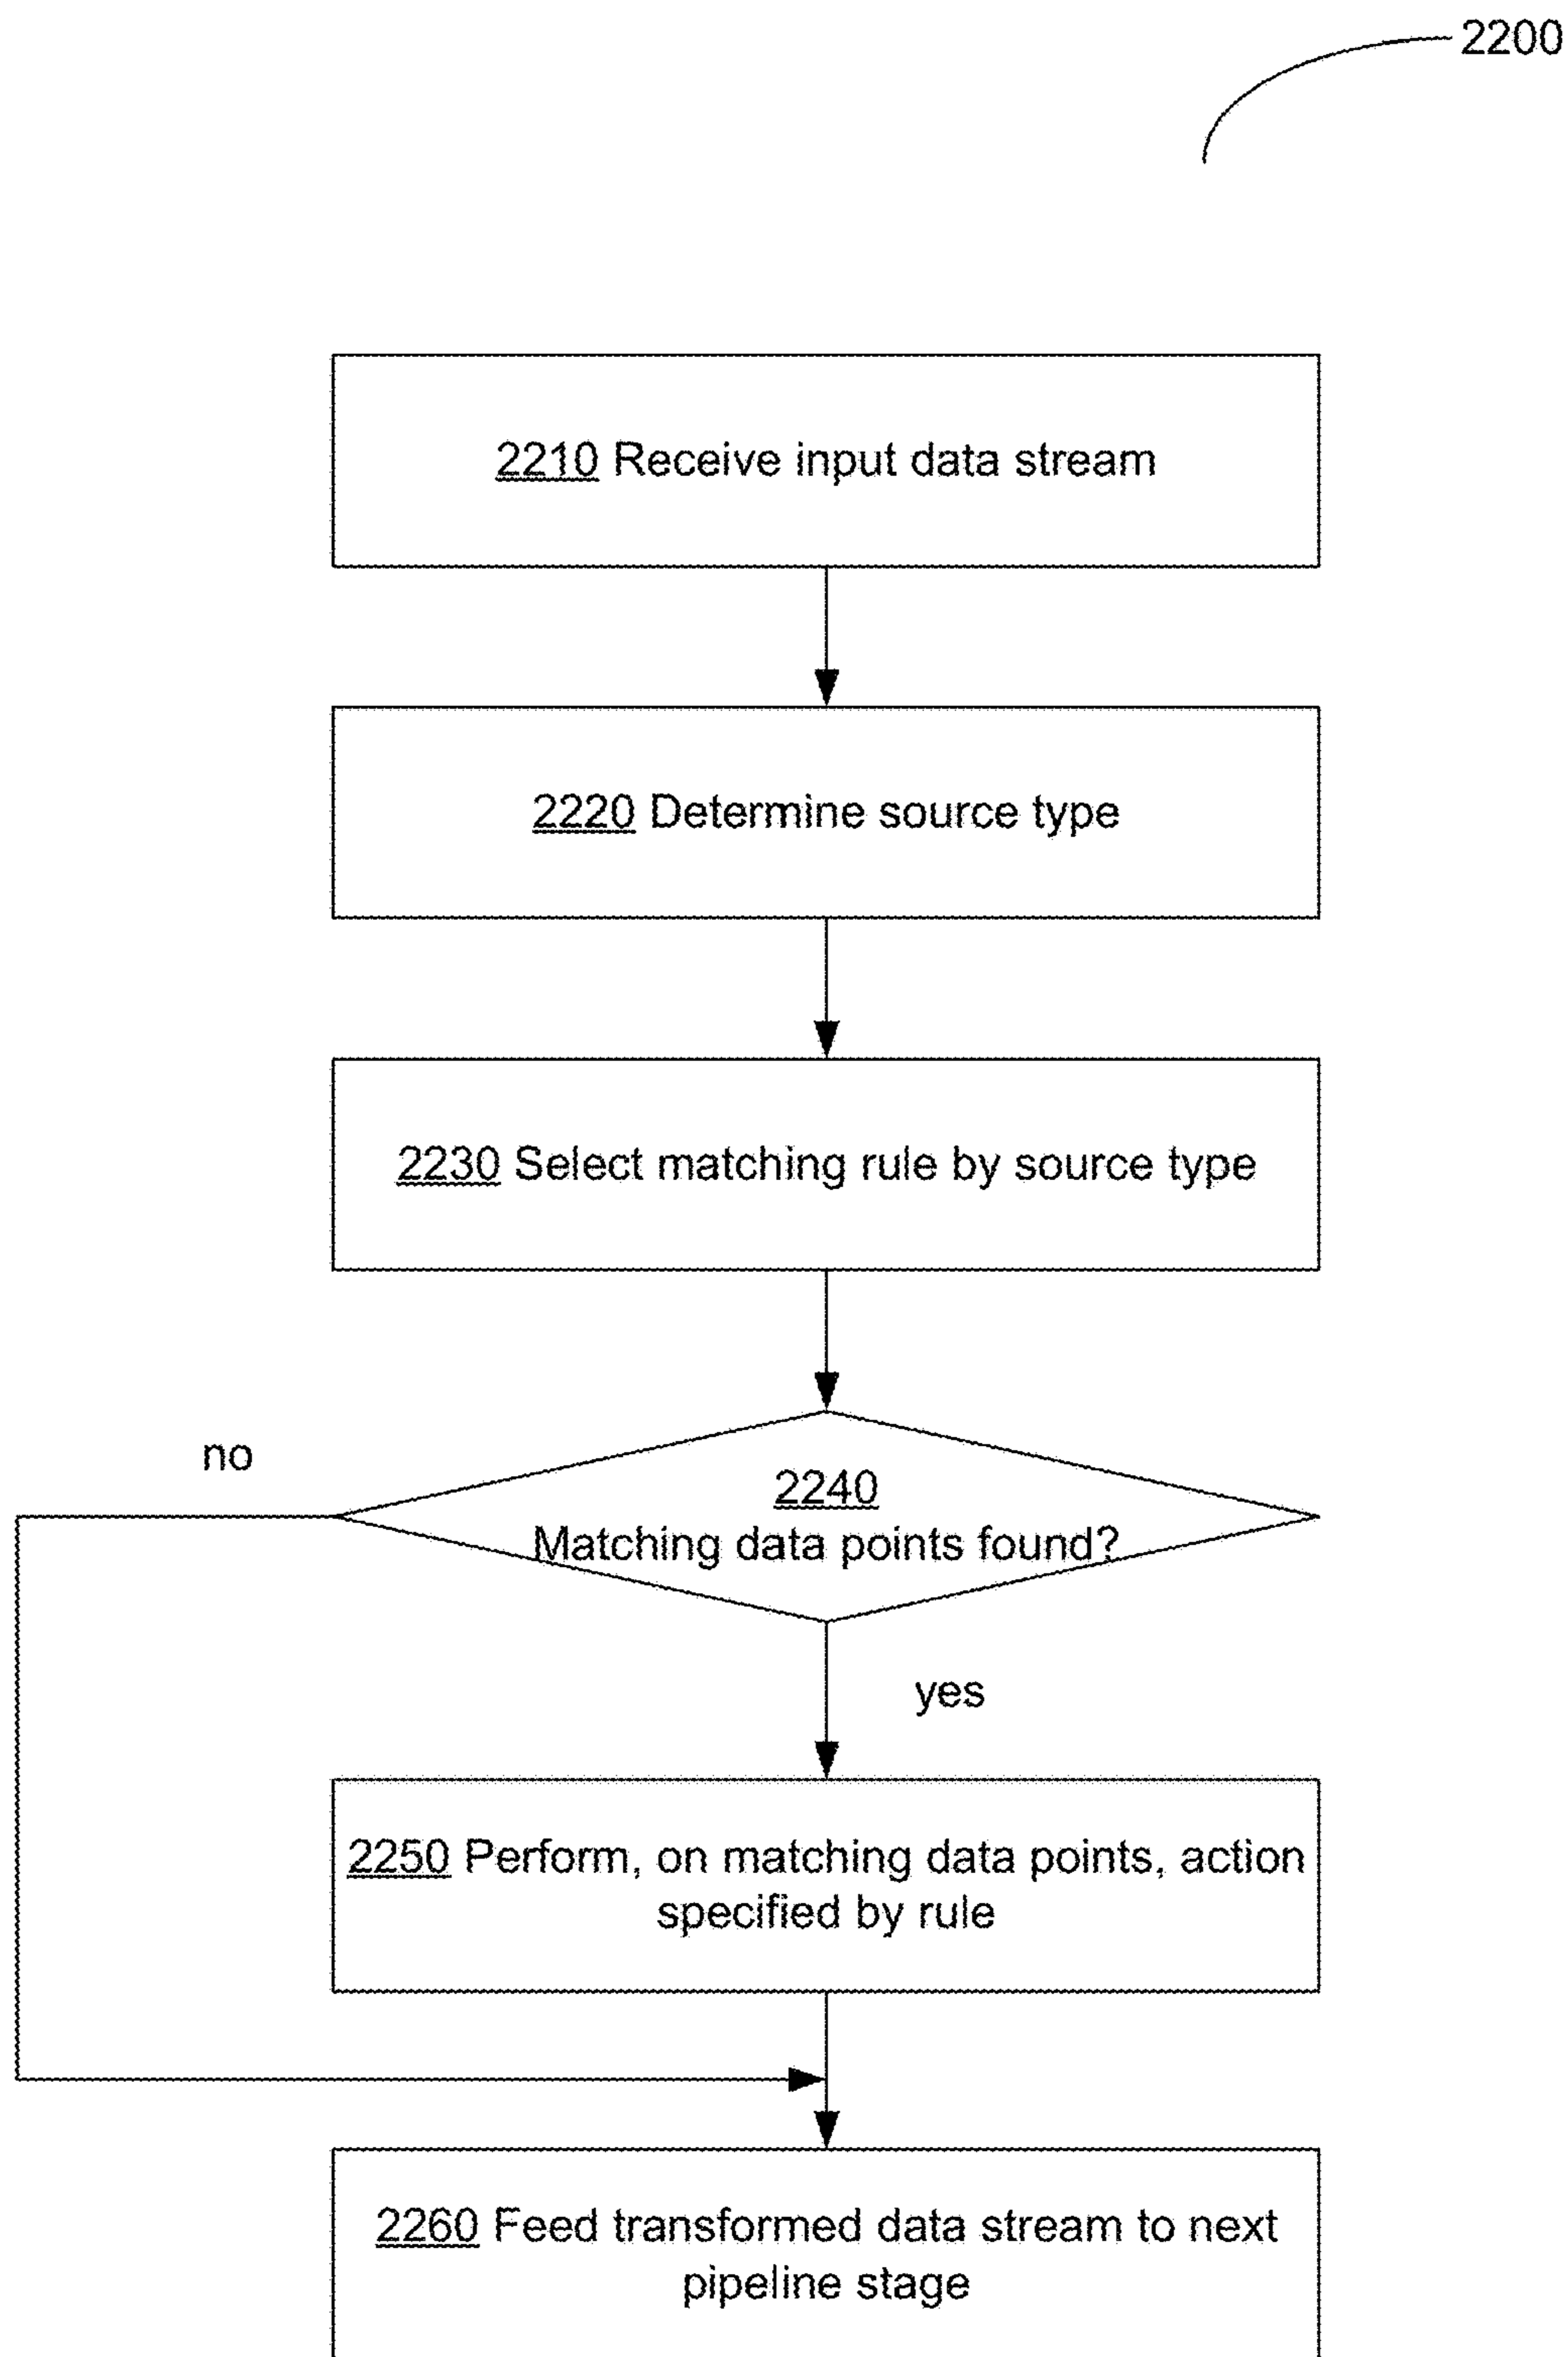 2200
2210 Receive input data stream
2220 Determine source type
2230 Select matching rule by source type
no
2240
Matching data points found?
yes
2250 Perform, on matching data points, action
specified by rule
2260 Feed transformed data stream to next
pipeline stage